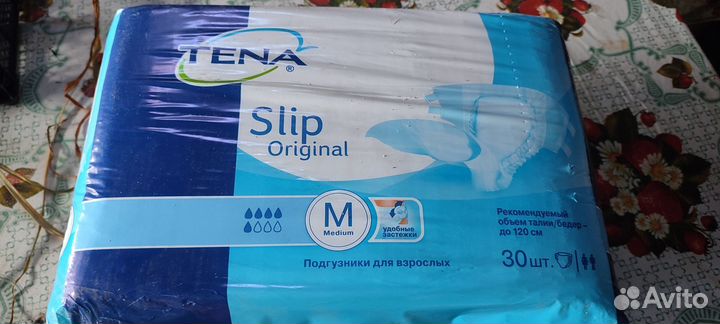 TENA®
Slip
Original
M
Medium
удобные
застежки
Рекомендуемый
объем талии/бедер –
до 120 см
Подгузники для взрослых
30 шт.
Avito